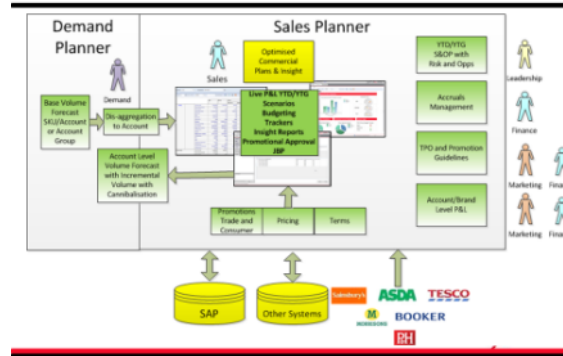 Demand
Planner
Sales Planner
Optimised
Commercial
Plans & Insight
Sales
Demand
Base Volume
Forecast
SKU/Account
or Account
Group
Dis-aggregation
to Account
Live P&L YTD/YTG
Scenarios
Budgeting
Trackers
Insight Reports
Promotional Approval
JBP
Account Level
Volume Forecast
with Incremental
Volume with
Cannibalisation
Promotions
Trade and
Consumer
Pricing
Terms
YTD/YTG
S&OP with
Risk and Opps
Leadership
Accruals
Management
Finance
TPO and Promotion
Guidelines
Marketing
Account/Brand
Level P&L
Marketing
SAP
Other Systems
Sainsbury's
ASDA
TESCO
MORRISONS
BOOKER